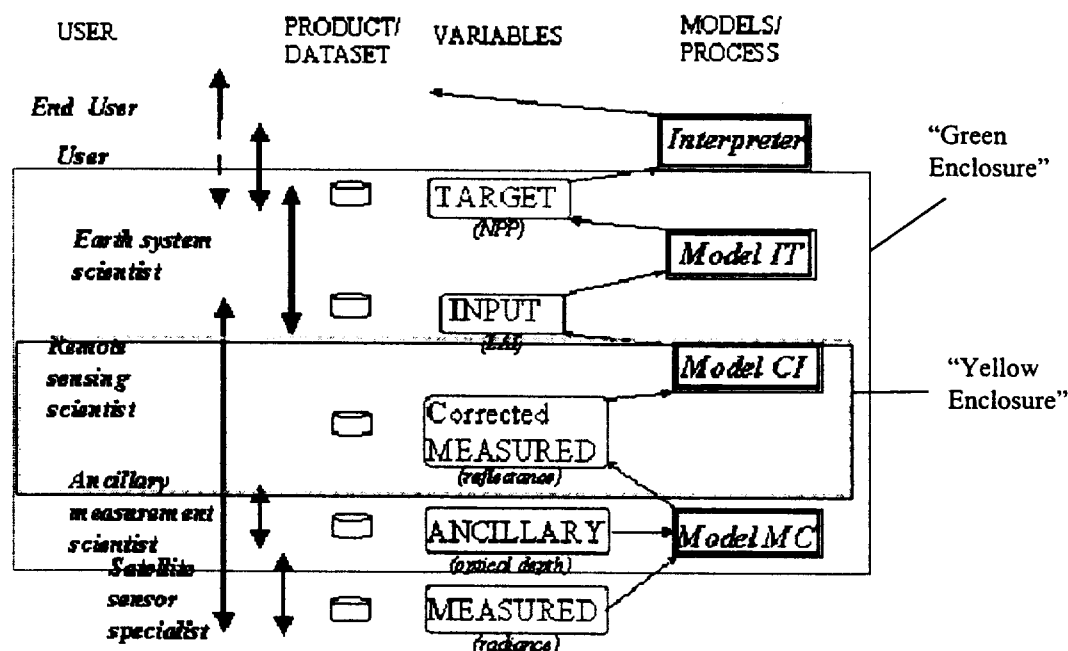 USER
PRODUCT/
DATASET
VARIABLES
MODELS/
PROCESS
End User
User
Interpreter
"Green
Enclosure"
TARGET
(NPP)
Earth system
scientist
Model IT
INPUT
(LAI)
Remote
sensing
scientist
Model CI
"Yellow
Enclosure"
Corrected
MEASURED
(reflectance)
Ancillary
measurement
scientist
ANCILLARY
(optical depth)
Model MC
Satellite
sensor
specialist
MEASURED
(radiance)